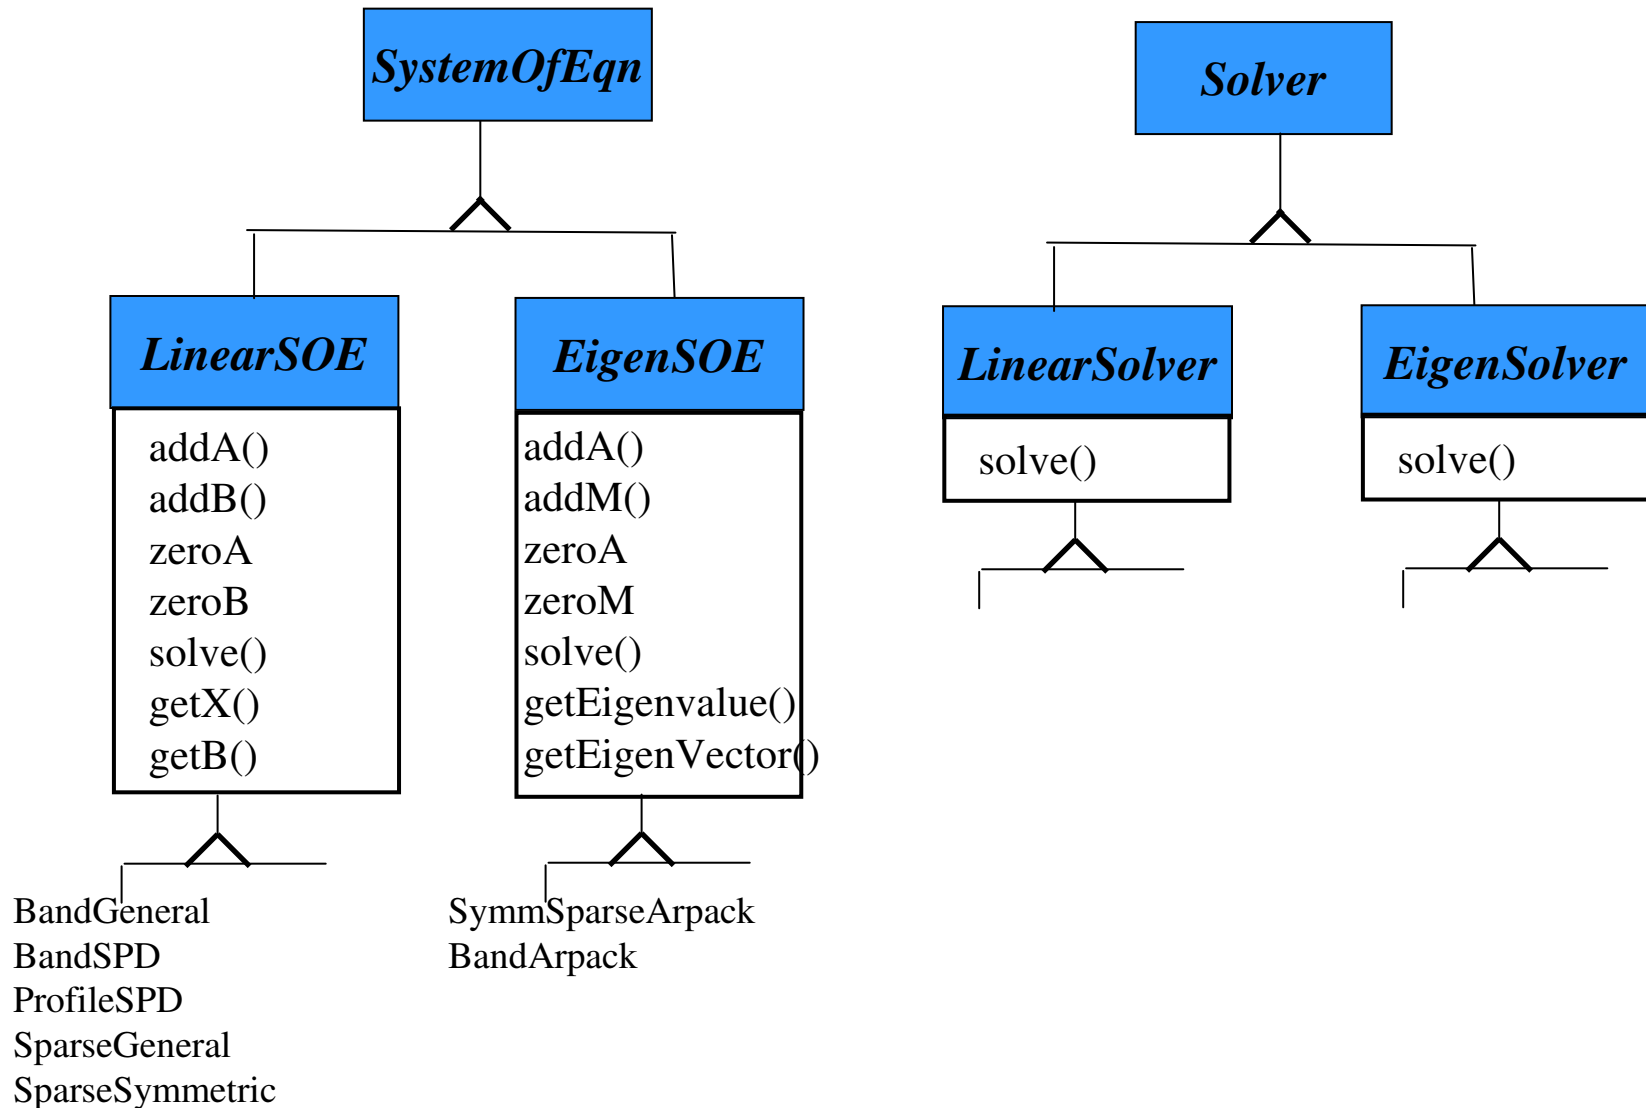 SystemOfEqn
Solver
LinearSOE
addA()
addB()
zeroA
zeroB
solve()
getX()
getB()
BandGeneral
BandSPD
ProfileSPD
SparseGeneral
SparseSymmetric
EigenSOE
addA()
addM()
zeroA
zeroM
solve()
getEigenvalue()
getEigenVector()
SymmSparseArpack
BandArpack
LinearSolver
solve()
EigenSolver
solve()